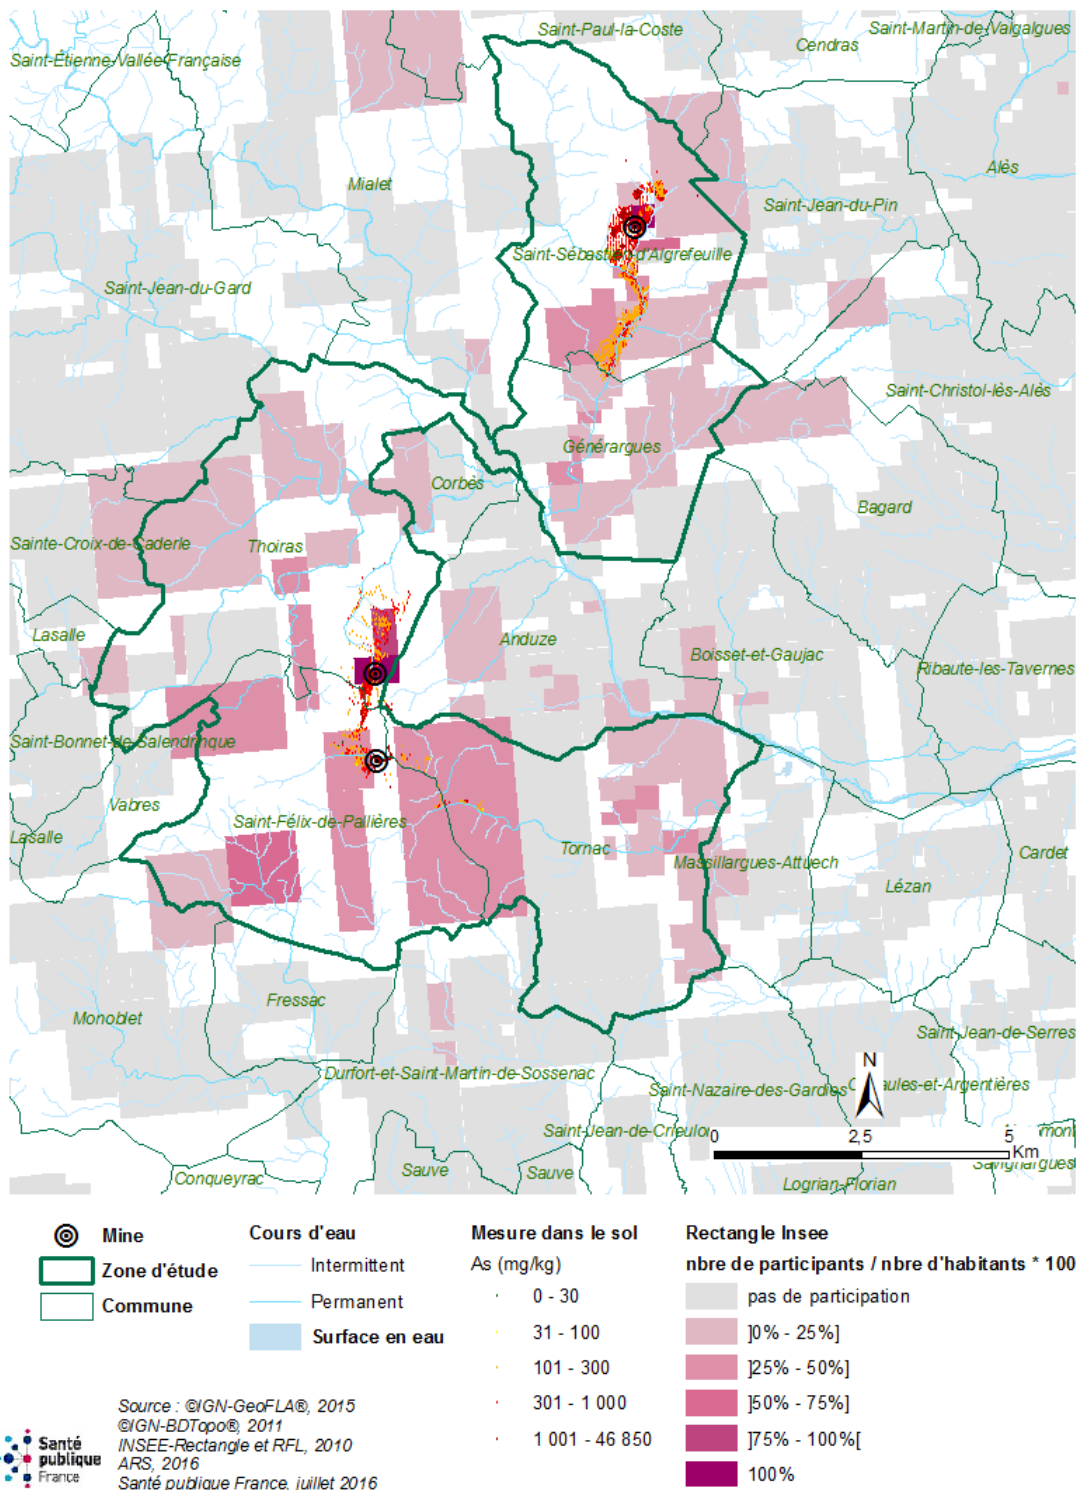 Saint-Paul-la-Coste
Saint-Martin-de-Valgalgues
Cendras
Saint-Étienne-Vallée-Française
Alès
Mialet
Saint-Jean-du-Pin
Saint-Sébastien-d'Aigrefeuille
Saint-Jean-du-Gard
Saint-Christol-lès-Alès
Générargues
Corbès
Bagard
Sainte-Croix-de-Caderle
Thoiras
Lasalle
Anduze
Boisset-et-Gaujac
Ribaute-les-Tavernes
Saint-Bonnet-de-Salendrinque
Vabres
Saint-Félix-de-Pallières
Lasalle
Tornac
Massillargues-Attuech
Cardet
Lézan
Fressac
Monoblet
Saint-Jean-de-Serres
Durfort-et-Saint-Martin-de-Sossenac
Saint-Nazaire-des-Gardies
aules-et-Argentières
N
Saint-Jean-de-Crieulon
0 2,5 5
Km
mont
Savignargues
Sauve
Sauve
Conqueyrac
Logrian-Florian
Mine
Zone d'étude
Commune
Cours d'eau
Intermittent
Permanent
Surface en eau
Mesure dans le sol
As (mg/kg)
0 - 30
31 - 100
101 - 300
301 - 1 000
1 001 - 46 850
Rectangle Insee
nbre de participants / nbre d'habitants * 100
pas de participation
]0% - 25%]
]25% - 50%]
]50% - 75%]
]75% - 100%[
100%
Santé
publique
France
Source : ©IGN-GeoFLA®, 2015
©IGN-BDTopo®, 2011
INSEE-Rectangle et RFL, 2010
ARS, 2016
Santé publique France, juillet 2016